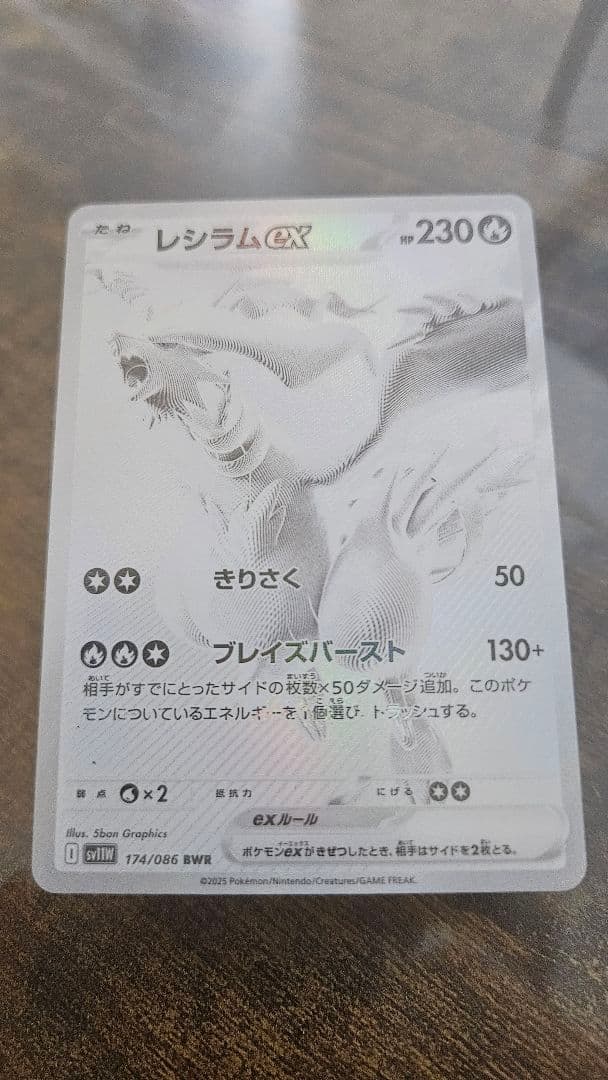 たね レシラムex HP230
きりさく 50
ブレイズバースト 130+
相手がすでにとったサイドの枚数×50ダメージ追加。このポケ
モンについているエネルギーを1個選び、トラッシュする。
弱点 ×2 抵抗力 にげる
exルール
ポケモンexがきぜつしたとき、相手はサイドを2枚とる。
Illus. 5ban Graphics
I SV11W 174/086 BWR
©2025 Pokémon/Nintendo/Creatures/GAME FREAK.